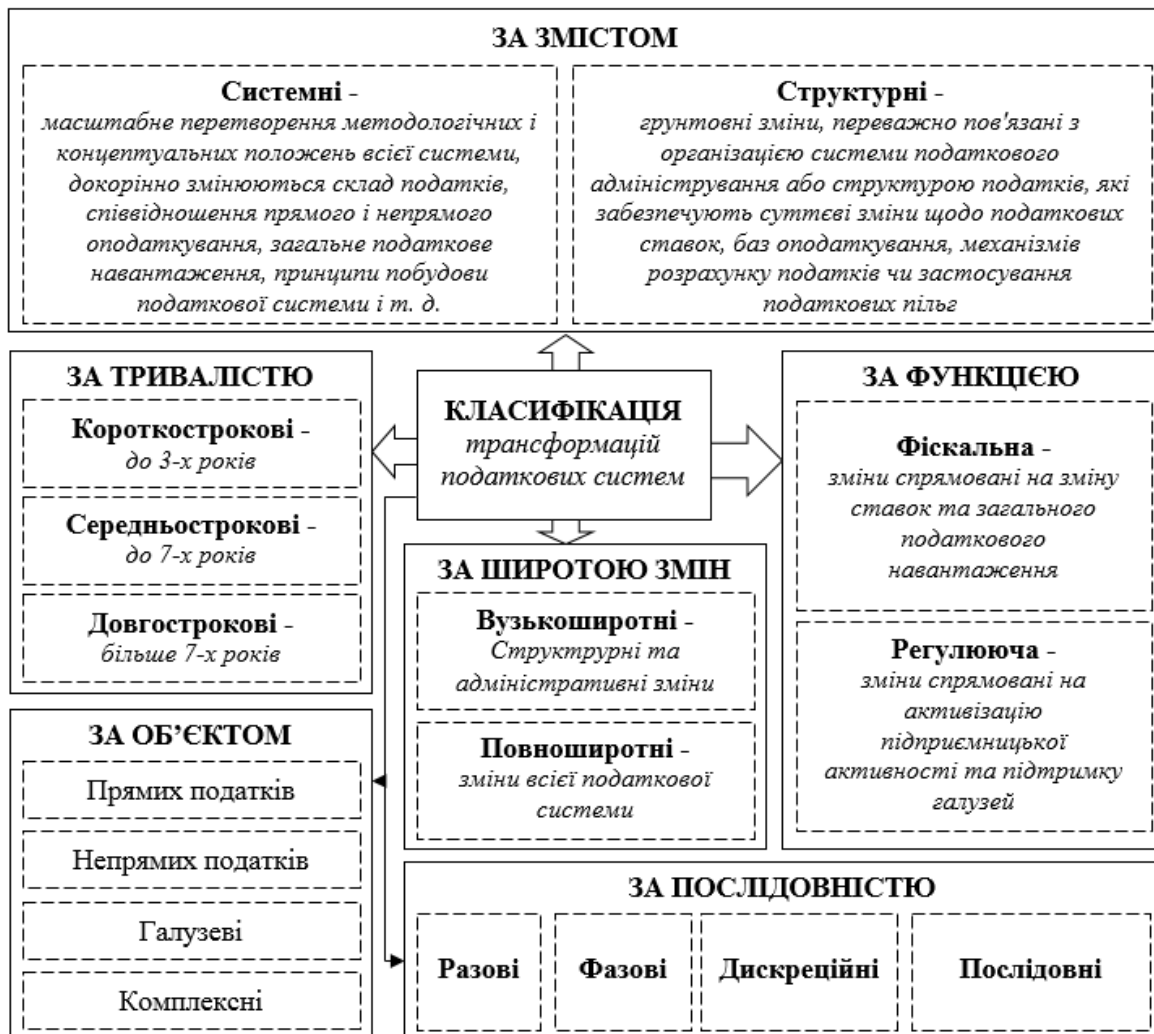 ЗА ЗМІСТОМ
Системні -
масштабне перетворення методологічних і
концептуальних положень всієї системи,
докорінно змінюються склад податків,
співвідношення прямого і непрямого
оподаткування, загальне податкове
навантаження, принципи побудови
податкової системи і т. д.
Структурні -
грунтовні зміни, переважно пов'язані з
організацією системи податкового
адміністрування або структурою податків, які
забезпечують суттєві зміни щодо податкових
ставок, баз оподаткування, механізмів
розрахунку податків чи застосування
податкових пільг
КЛАСИФІКАЦІЯ
трансформацій
податкових систем
ЗА ТРИВАЛІСТЮ
Короткострокові -
до 3-х років
Середньострокові -
до 7-х років
Довгострокові -
більше 7-х років
ЗА ФУНКЦІЄЮ
Фіскальна -
зміни спрямовані на зміну
ставок та загального
податкового
навантаження
Регулююча -
зміни спрямовані на
активізацію
підприємницької
активності та підтримку
галузей
ЗА ШИРОТОЮ ЗМІН
Вузькоширотні -
Структрурні та
адміністративні зміни
Повноширотні -
зміни всієї податкової
системи
ЗА ОБ’ЄКТОМ
Прямих податків
Непрямих податків
Галузеві
Комплексні
ЗА ПОСЛІДОВНІСТЮ
Разові
Фазові
Дискреційні
Послідовні